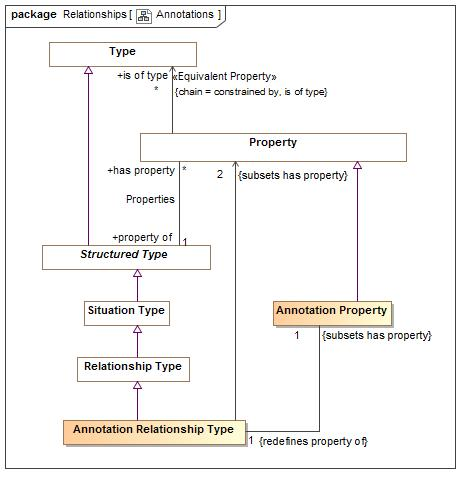 package Relationships [ Annotations ]
Type
+is of type «Equivalent Property»
* {chain = constrained by, is of type}
Property
+has property *
2 {subsets has property}
Properties
+property of 1
Structured Type
Situation Type
Annotation Property
1 {subsets has property}
Relationship Type
Annotation Relationship Type
1 {redefines property of}